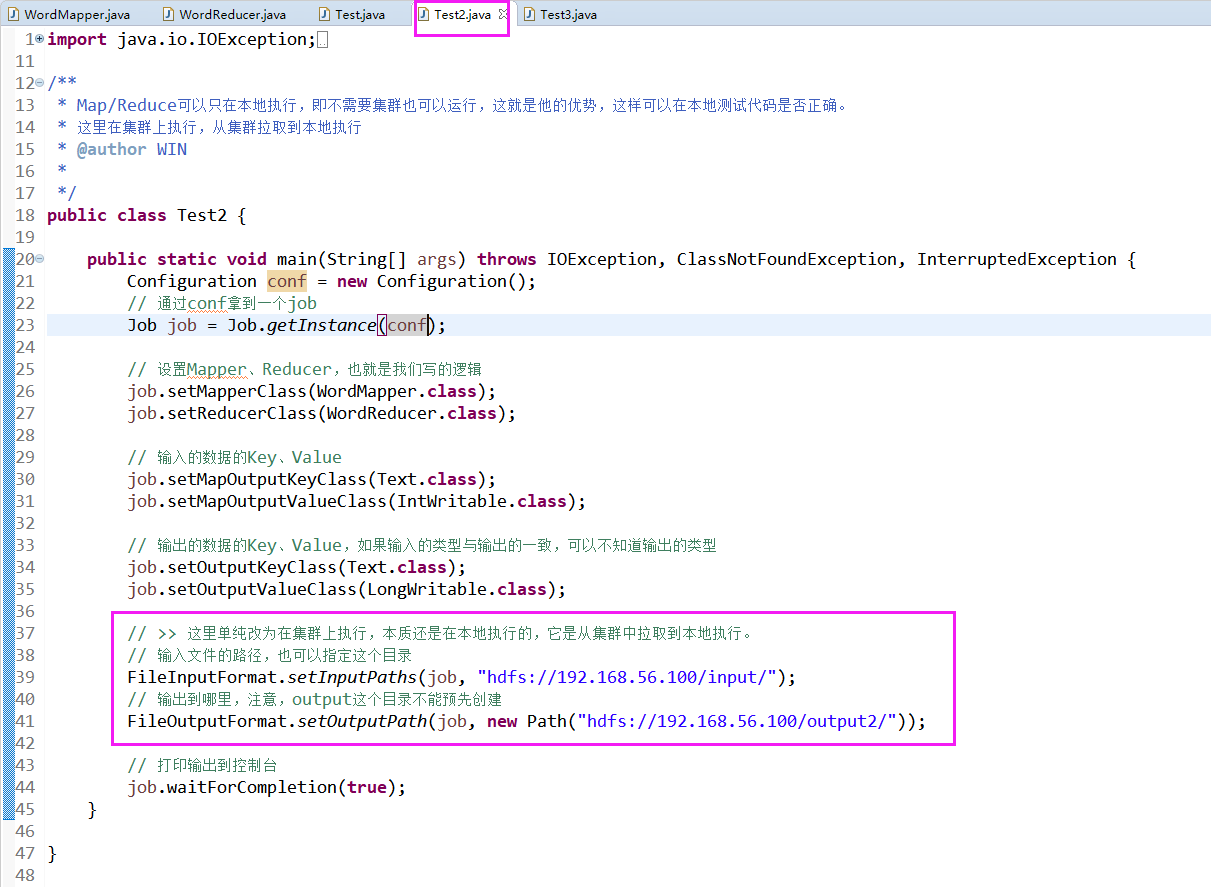 WordMapper.java WordReducer.java Test.java Test2.java Test3.java
1 import java.io.IOException;
11
12 /**
13  * Map/Reduce可以只在本地执行，即不需要集群也可以运行，这就是他的优势，这样可以在本地测试代码是否正确。
14  * 这里在集群上执行，从集群拉取到本地执行
15  * @author WIN
16  *
17  */
18 public class Test2 {
19
20     public static void main(String[] args) throws IOException, ClassNotFoundException, InterruptedException {
21         Configuration conf = new Configuration();
22         // 通过conf拿到一个job
23         Job job = Job.getInstance(conf);
24
25         // 设置Mapper、Reducer，也就是我们写的逻辑
26         job.setMapperClass(WordMapper.class);
27         job.setReducerClass(WordReducer.class);
28
29         // 输入的数据的Key、Value
30         job.setMapOutputKeyClass(Text.class);
31         job.setMapOutputValueClass(IntWritable.class);
32
33         // 输出的数据的Key、Value，如果输入的类型与输出的一致，可以不知道输出的类型
34         job.setOutputKeyClass(Text.class);
35         job.setOutputValueClass(LongWritable.class);
36
37         // >> 这里单纯改为在集群上执行，本质还是在本地执行的，它是从集群中拉取到本地执行。
38         // 输入文件的路径，也可以指定这个目录
39         FileInputFormat.setInputPaths(job, "hdfs://192.168.56.100/input/");
40         // 输出到哪里，注意，output这个目录不能预先创建
41         FileOutputFormat.setOutputPath(job, new Path("hdfs://192.168.56.100/output2/"));
42
43         // 打印输出到控制台
44         job.waitForCompletion(true);
45     }
46
47 }
48